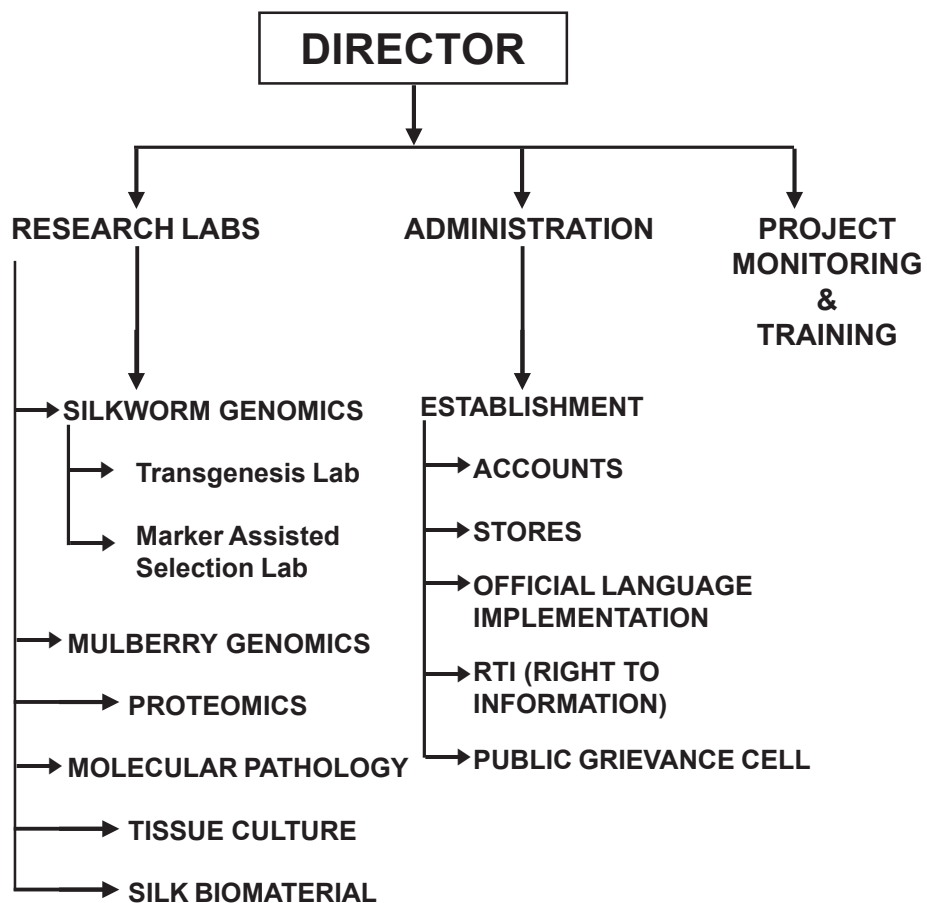 DIRECTOR
RESEARCH LABS
ADMINISTRATION
PROJECT
MONITORING
&
TRAINING
SILKWORM GENOMICS
Transgenesis Lab
Marker Assisted
Selection Lab
MULBERRY GENOMICS
PROTEOMICS
MOLECULAR PATHOLOGY
TISSUE CULTURE
SILK BIOMATERIAL
ESTABLISHMENT
ACCOUNTS
STORES
OFFICIAL LANGUAGE
IMPLEMENTATION
RTI (RIGHT TO
INFORMATION)
PUBLIC GRIEVANCE CELL